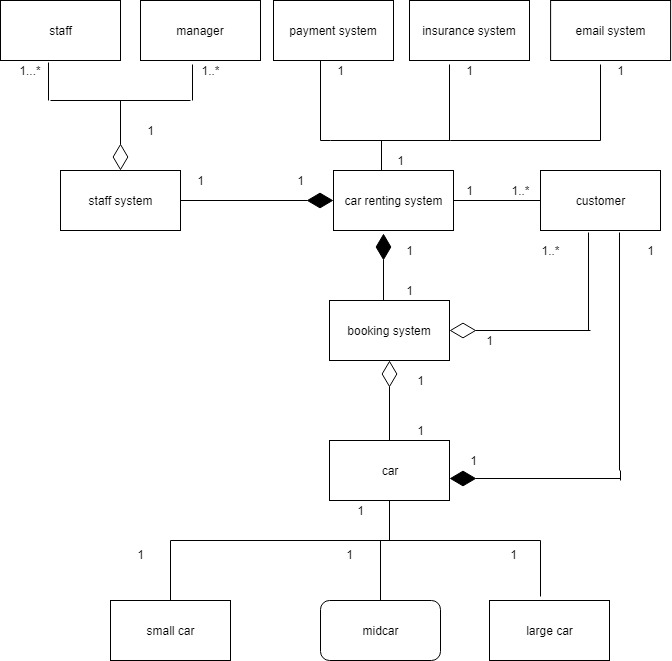 staff
manager
payment system
insurance system
email system
1...*
1..*
1
1
1
1
1
staff system
1
1
car renting system
1
1..*
customer
1
1..*
1
1
booking system
1
1
1
car
1
1
1
1
1
small car
midcar
large car